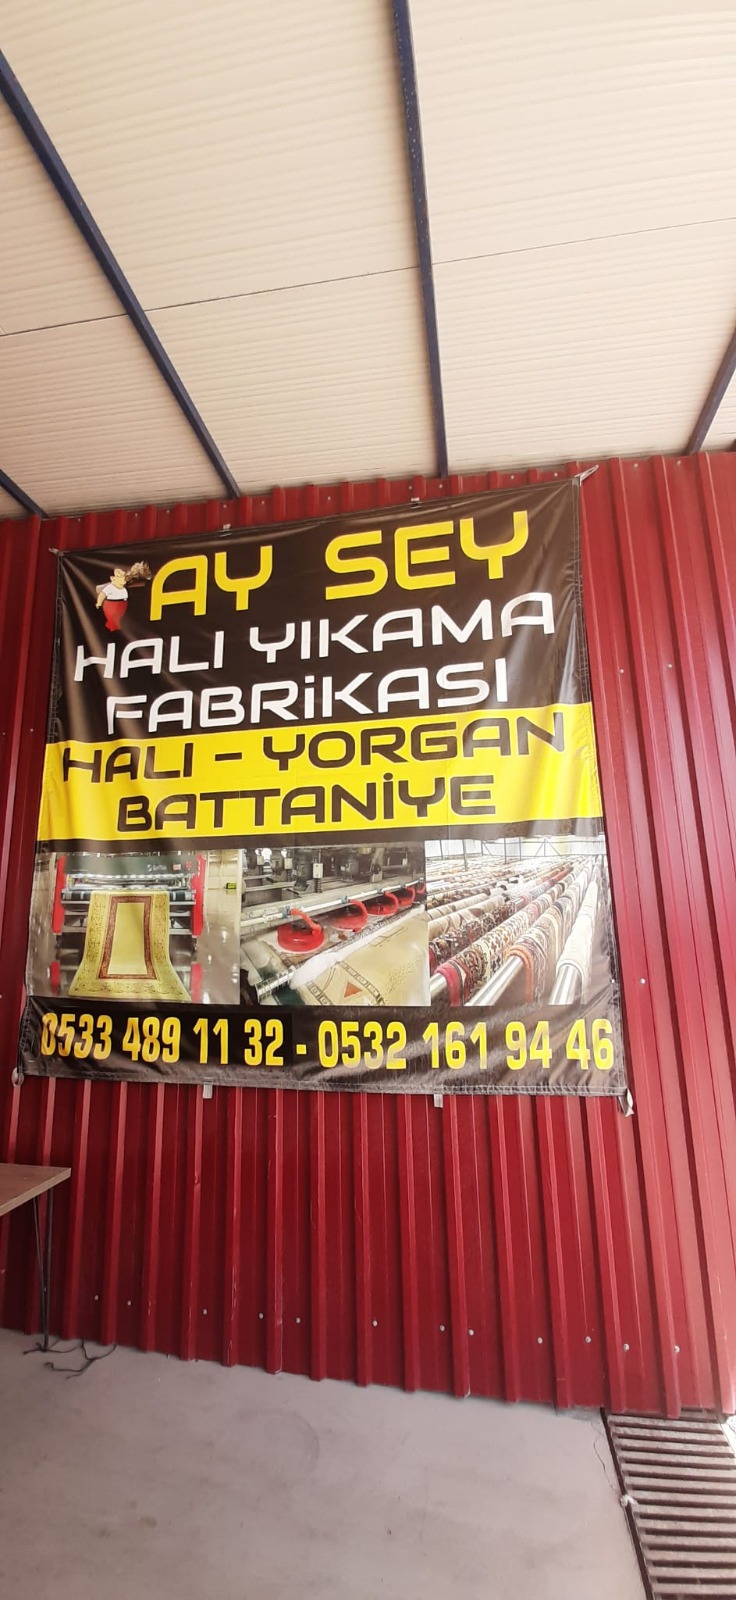 AY SEY
HALI YIKAMA
FABRİKASI
HALI - YORGAN
BATTANİYE
0533 489 11 32 - 0532 161 94 46